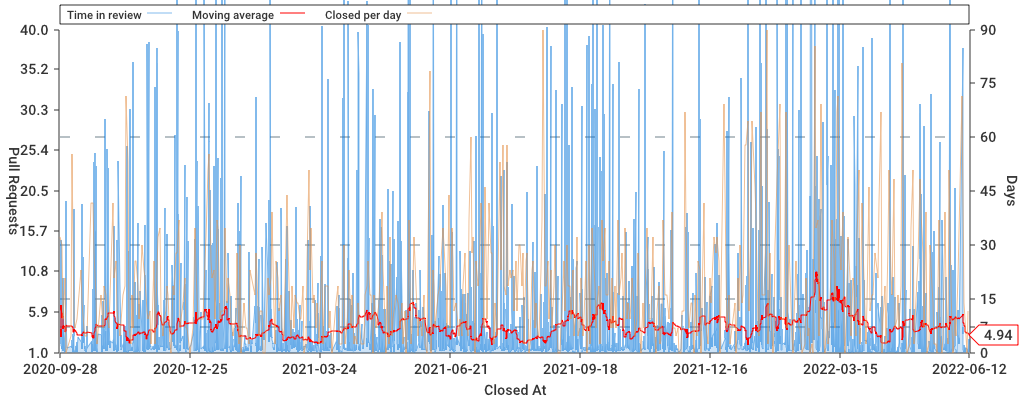 Time in review Moving average Closed per day
40.0 90
35.2 75
30.3 60
25.4
20.5 45
15.7 30
10.8
5.9 15
7
4.94
1.0 0
Pull Requests
Days
2020-09-28 2020-12-25 2021-03-24 2021-06-21 2021-09-18 2021-12-16 2022-03-15 2022-06-12
Closed At